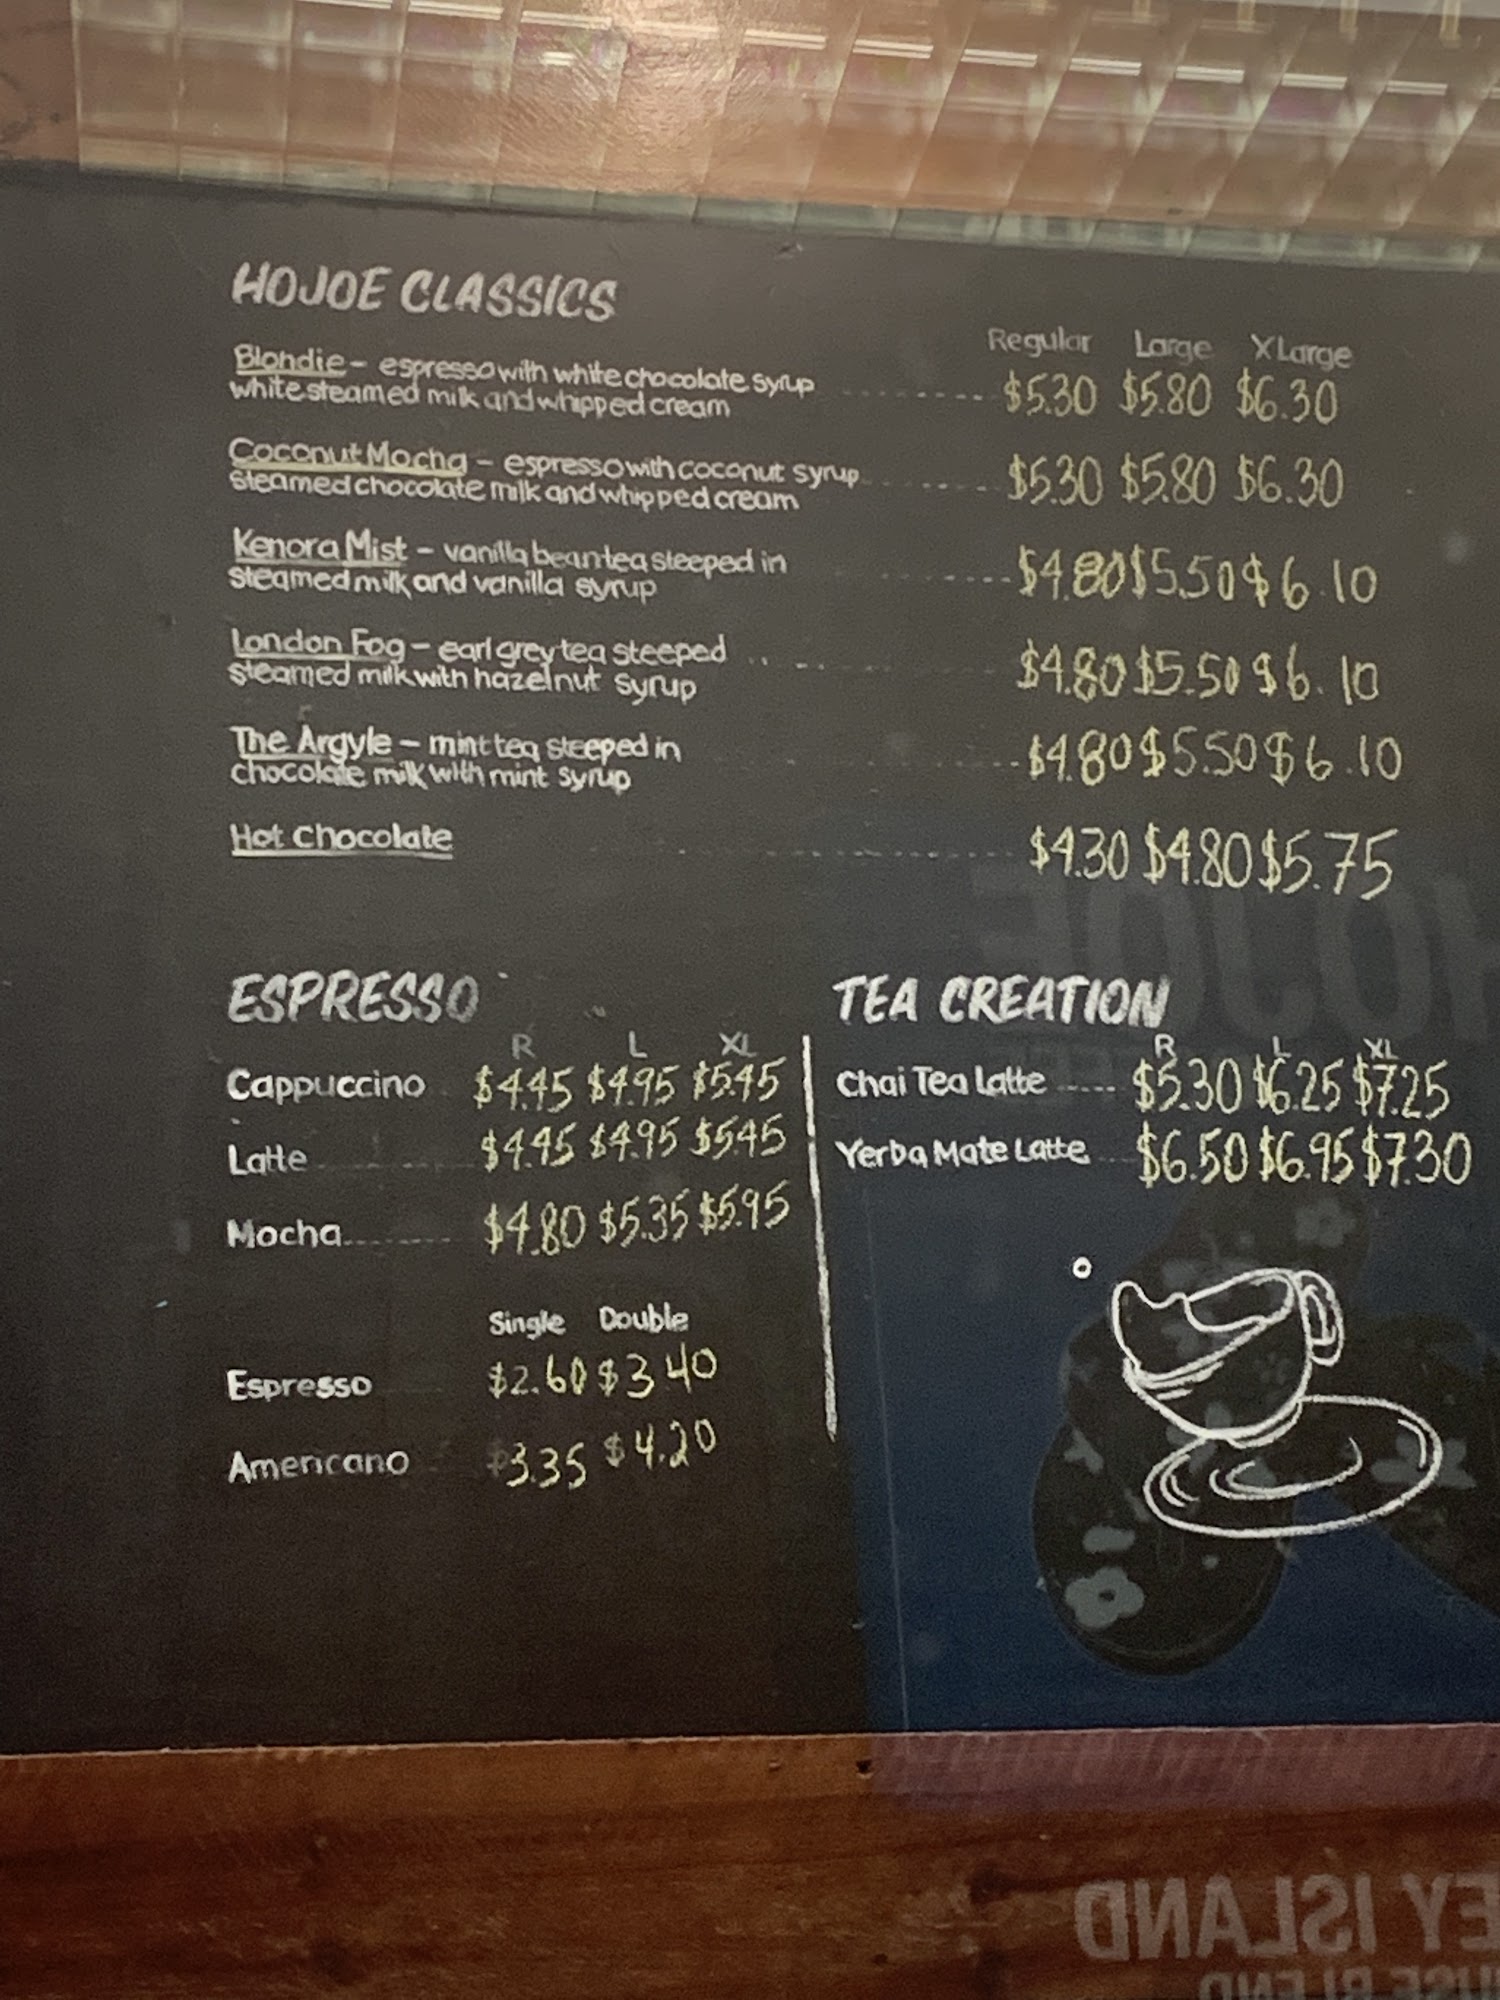 HOJOE CLASSICS
Regular Large XLarge
Blondie - espresso with white chocolate syrup
white steamed milk and whipped cream
$5.30 $5.80 $6.30
Coconut Mocha - espresso with coconut syrup
steamed chocolate milk and whipped cream
$5.30 $5.80 $6.30
Kenora Mist - vanilla bean tea steeped in
steamed milk and vanilla syrup
$4.80 $5.50 $6.10
London Fog - earl grey tea steeped
steamed milk with hazelnut syrup
$4.80 $5.50 $6.10
The Argyle - mint tea steeped in
chocolate milk with mint syrup
$4.80 $5.50 $6.10
Hot Chocolate $4.30 $4.80 $5.75
ESPRESSO
R L XL
Cappuccino $4.45 $4.95 $5.45
Latte $4.45 $4.95 $5.45
Mocha $4.80 $5.35 $5.95
Single Double
Espresso $2.60 $3.40
Americano $3.35 $4.20
TEA CREATION
R L XL
Chai Tea Latte $5.30 $6.25 $7.25
Yerba Mate Latte $6.50 $6.95 $7.30
HOJOE
EY ISLAND
USE BLEND